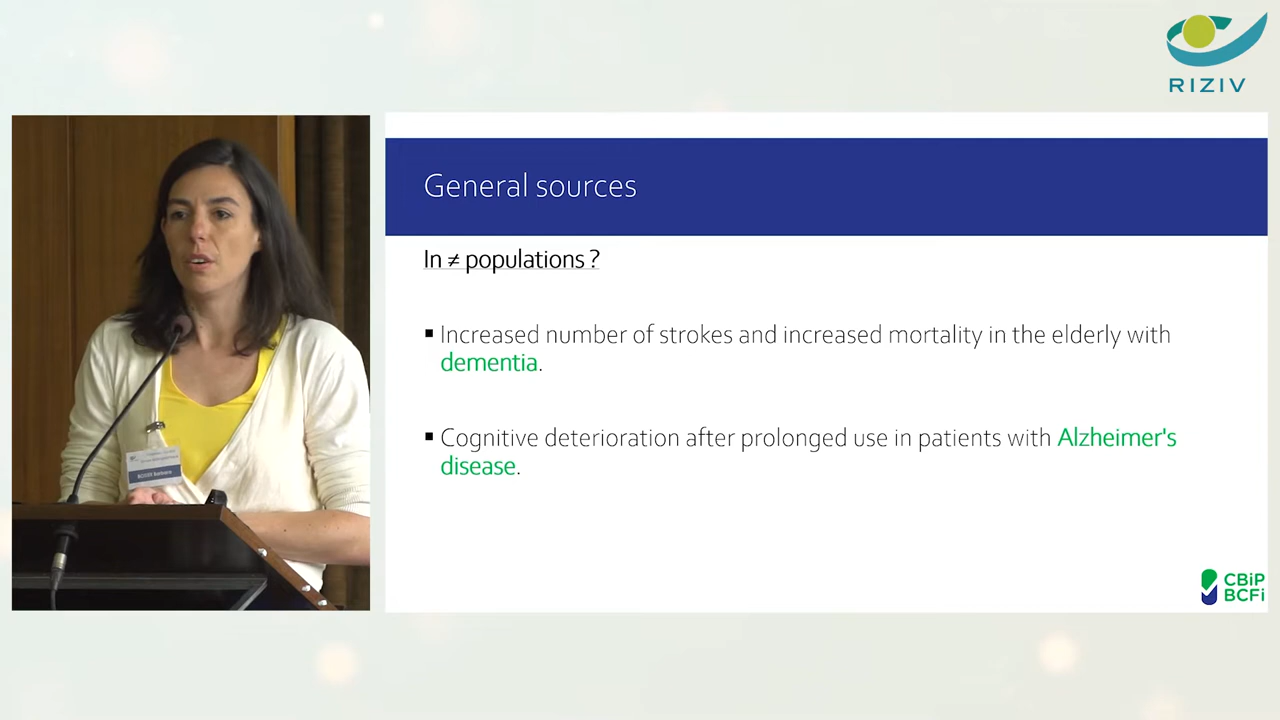 RIZIV
General sources
In ≠ populations ?
▪ Increased number of strokes and increased mortality in the elderly with
dementia.
▪ Cognitive deterioration after prolonged use in patients with Alzheimer's
disease.
CBiP
BCFi